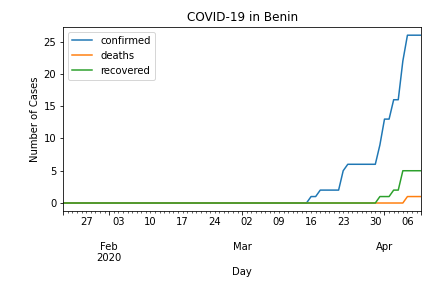 COVID-19 in Benin
confirmed
deaths
recovered
Number of Cases
25
20
15
10
5
0
27 03 10 17 24 02 09 16 23 30 06
Feb Mar Apr
2020
Day